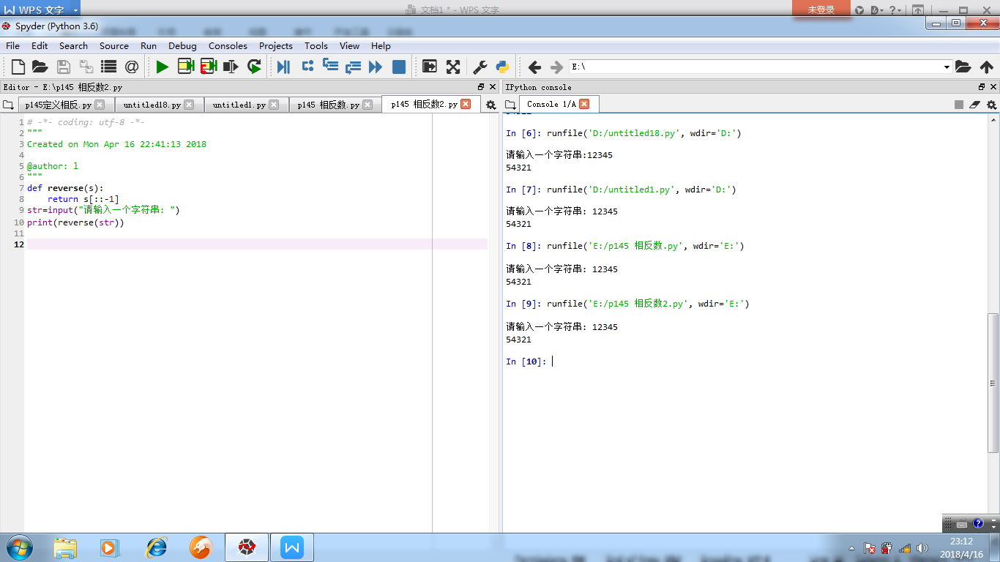 WPS 文字
文档1 * - WPS 文字
未登录
Spyder (Python 3.6)
File Edit Search Source Run Debug Consoles Projects Tools View Help
E:\
Editor - E:\p145 相反数2.py
IPython console
p145定义相反.py untitled18.py untitled1.py p145 相反数.py p145 相反数2.py
Console 1/A
1 # -*- coding: utf-8 -*-
2 """
3 Created on Mon Apr 16 22:41:13 2018
4
5 @author: l
6 """
7 def reverse(s):
8     return s[::-1]
9 str=input("请输入一个字符串: ")
10 print(reverse(str))
11
12
In [6]: runfile('D:/untitled18.py', wdir='D:')
请输入一个字符串:12345
54321
In [7]: runfile('D:/untitled1.py', wdir='D:')
请输入一个字符串: 12345
54321
In [8]: runfile('E:/p145 相反数.py', wdir='E:')
请输入一个字符串: 12345
54321
In [9]: runfile('E:/p145 相反数2.py', wdir='E:')
请输入一个字符串: 12345
54321
In [10]:
23:12
2018/4/16